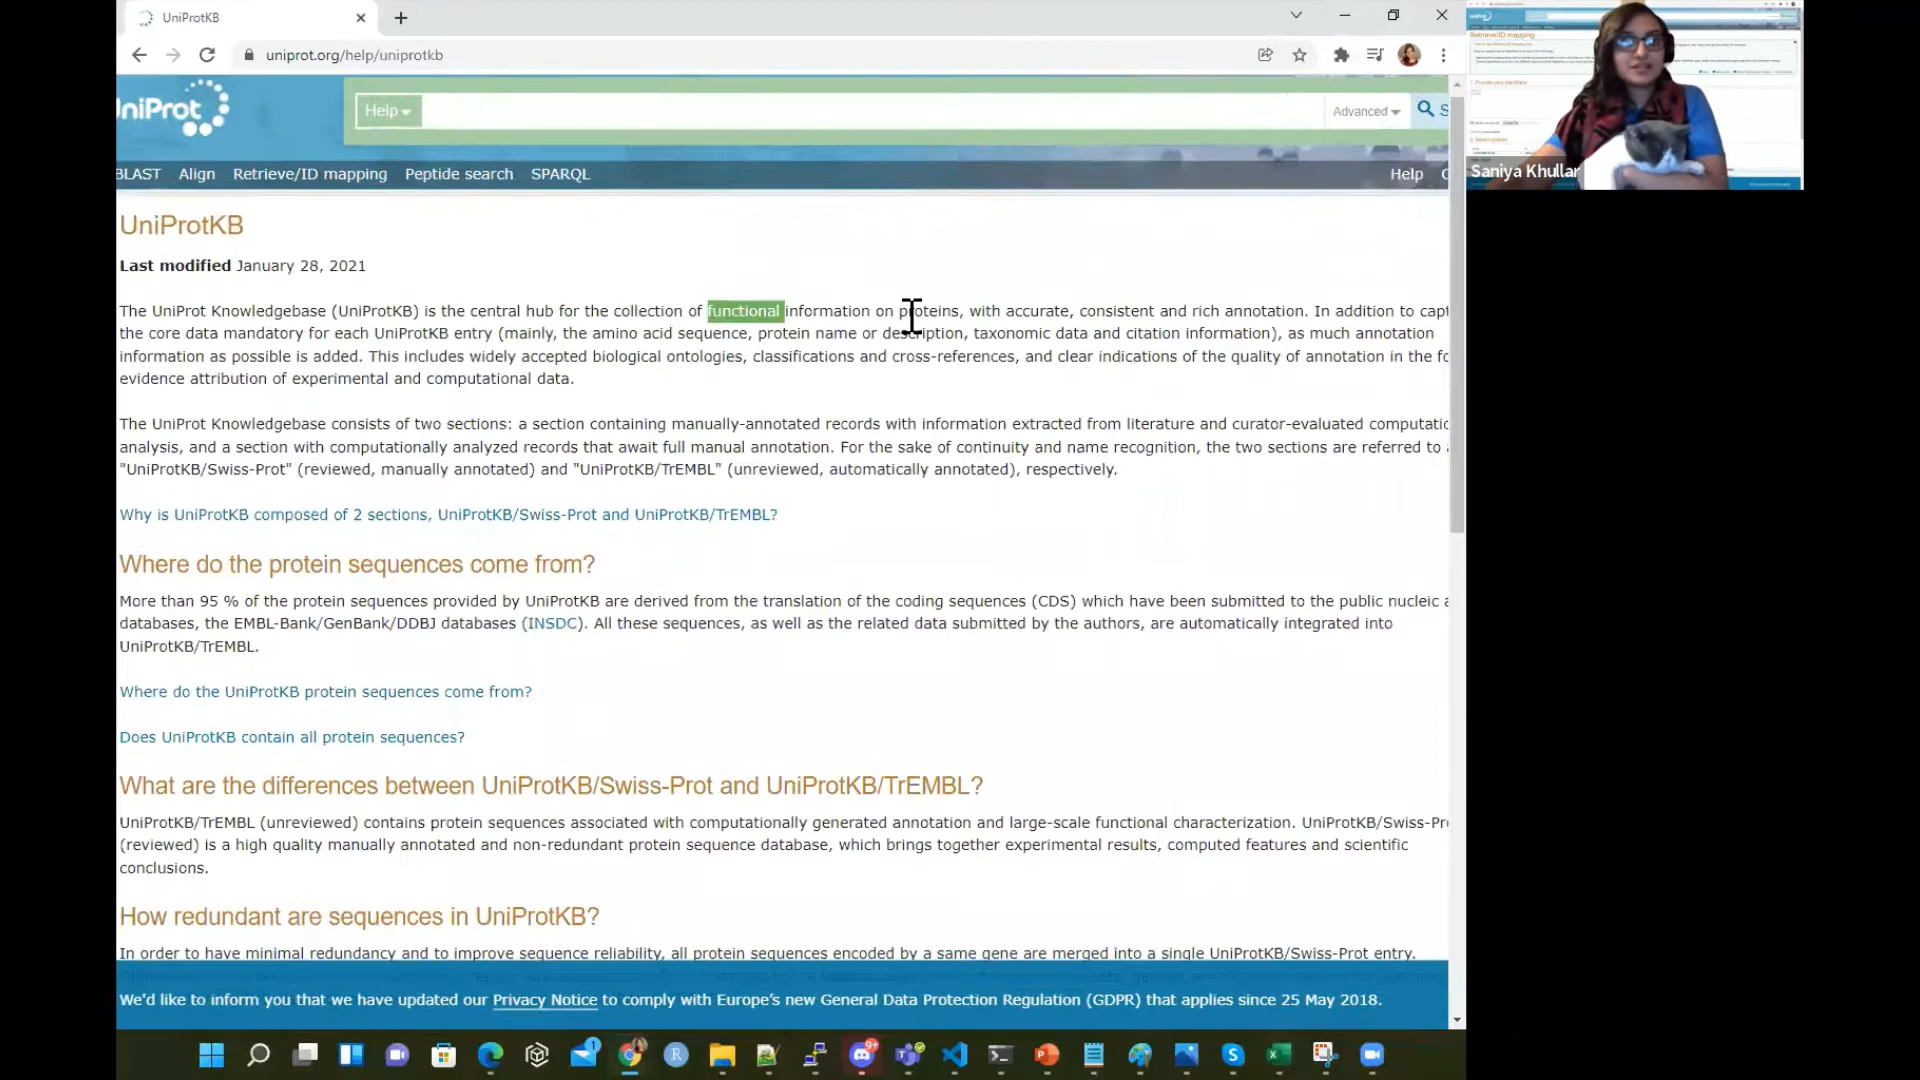 UniProtKB
uniprot.org/help/uniprotkb
UniProt
Help
Advanced
S
BLAST Align Retrieve/ID mapping Peptide search SPARQL
Help
UniProtKB
Last modified January 28, 2021
The UniProt Knowledgebase (UniProtKB) is the central hub for the collection of functional information on proteins, with accurate, consistent and rich annotation. In addition to capt
the core data mandatory for each UniProtKB entry (mainly, the amino acid sequence, protein name or description, taxonomic data and citation information), as much annotation
information as possible is added. This includes widely accepted biological ontologies, classifications and cross-references, and clear indications of the quality of annotation in the fo
evidence attribution of experimental and computational data.
The UniProt Knowledgebase consists of two sections: a section containing manually-annotated records with information extracted from literature and curator-evaluated computatio
analysis, and a section with computationally analyzed records that await full manual annotation. For the sake of continuity and name recognition, the two sections are referred to a
"UniProtKB/Swiss-Prot" (reviewed, manually annotated) and "UniProtKB/TrEMBL" (unreviewed, automatically annotated), respectively.
Why is UniProtKB composed of 2 sections, UniProtKB/Swiss-Prot and UniProtKB/TrEMBL?
Where do the protein sequences come from?
More than 95 % of the protein sequences provided by UniProtKB are derived from the translation of the coding sequences (CDS) which have been submitted to the public nucleic a
databases, the EMBL-Bank/GenBank/DDBJ databases (INSDC). All these sequences, as well as the related data submitted by the authors, are automatically integrated into
UniProtKB/TrEMBL.
Where do the UniProtKB protein sequences come from?
Does UniProtKB contain all protein sequences?
What are the differences between UniProtKB/Swiss-Prot and UniProtKB/TrEMBL?
UniProtKB/TrEMBL (unreviewed) contains protein sequences associated with computationally generated annotation and large-scale functional characterization. UniProtKB/Swiss-Pro
(reviewed) is a high quality manually annotated and non-redundant protein sequence database, which brings together experimental results, computed features and scientific
conclusions.
How redundant are sequences in UniProtKB?
In order to have minimal redundancy and to improve sequence reliability, all protein sequences encoded by a same gene are merged into a single UniProtKB/Swiss-Prot entry.
We'd like to inform you that we have updated our Privacy Notice to comply with Europe's new General Data Protection Regulation (GDPR) that applies since 25 May 2018.
Retrieve/ID mapping
Saniya Khullar